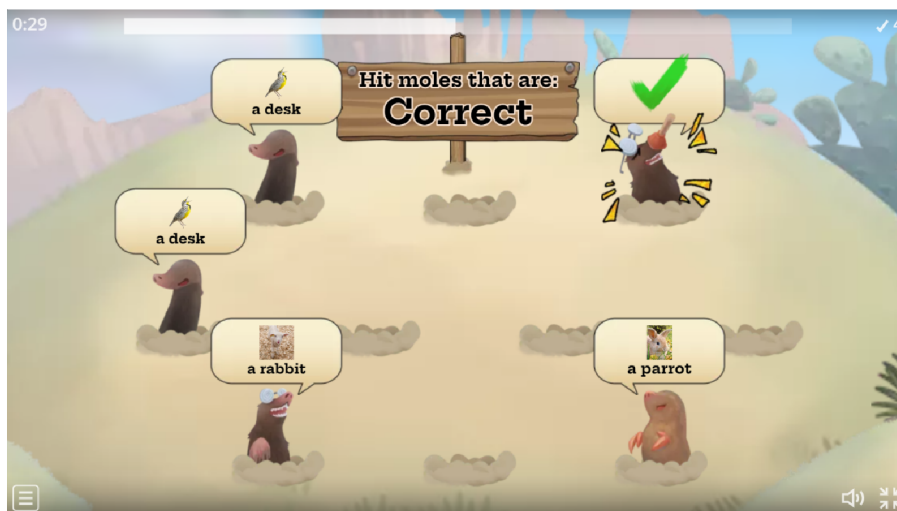 0:29
Hit moles that are:
Correct
a desk
a desk
a rabbit
a parrot